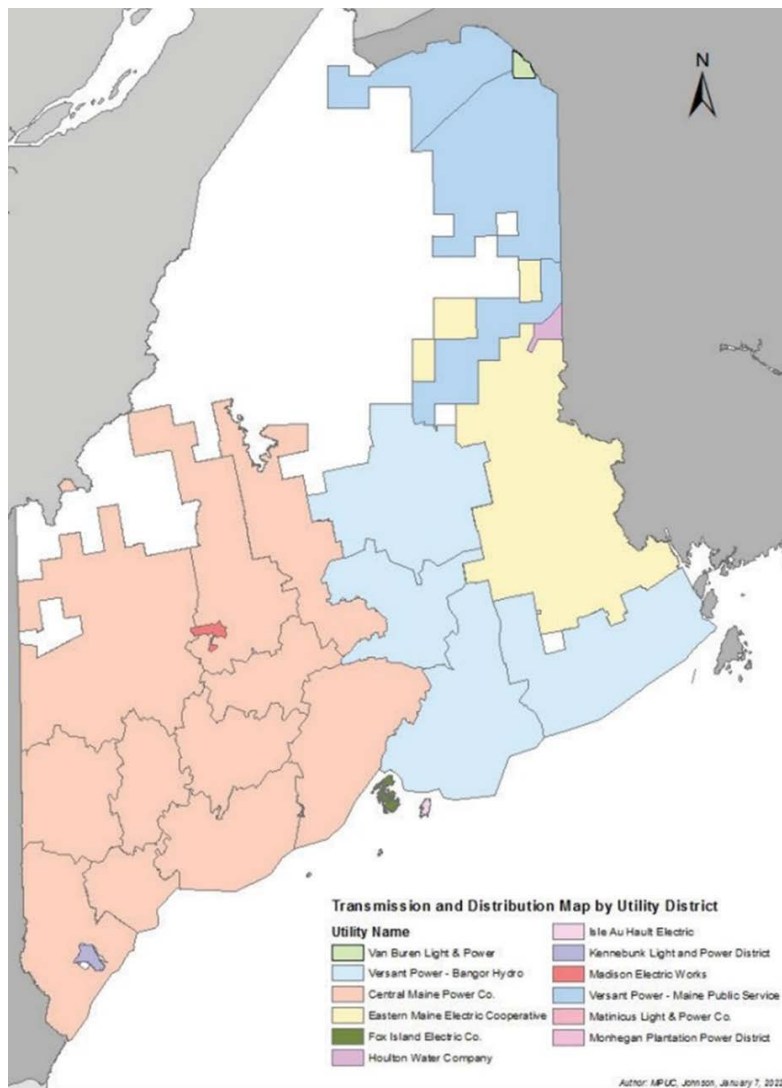 N
Transmission and Distribution Map by Utility District
Utility Name
Van Buren Light & Power
Versant Power - Bangor Hydro
Central Maine Power Co.
Eastern Maine Electric Cooperative
Fox Island Electric Co.
Houlton Water Company
Isle Au Hault Electric
Kennebunk Light and Power District
Madison Electric Works
Versant Power - Maine Public Service
Matinicus Light & Power Co.
Monhegan Plantation Power District
Author: MPUC, Johnson, January 7,